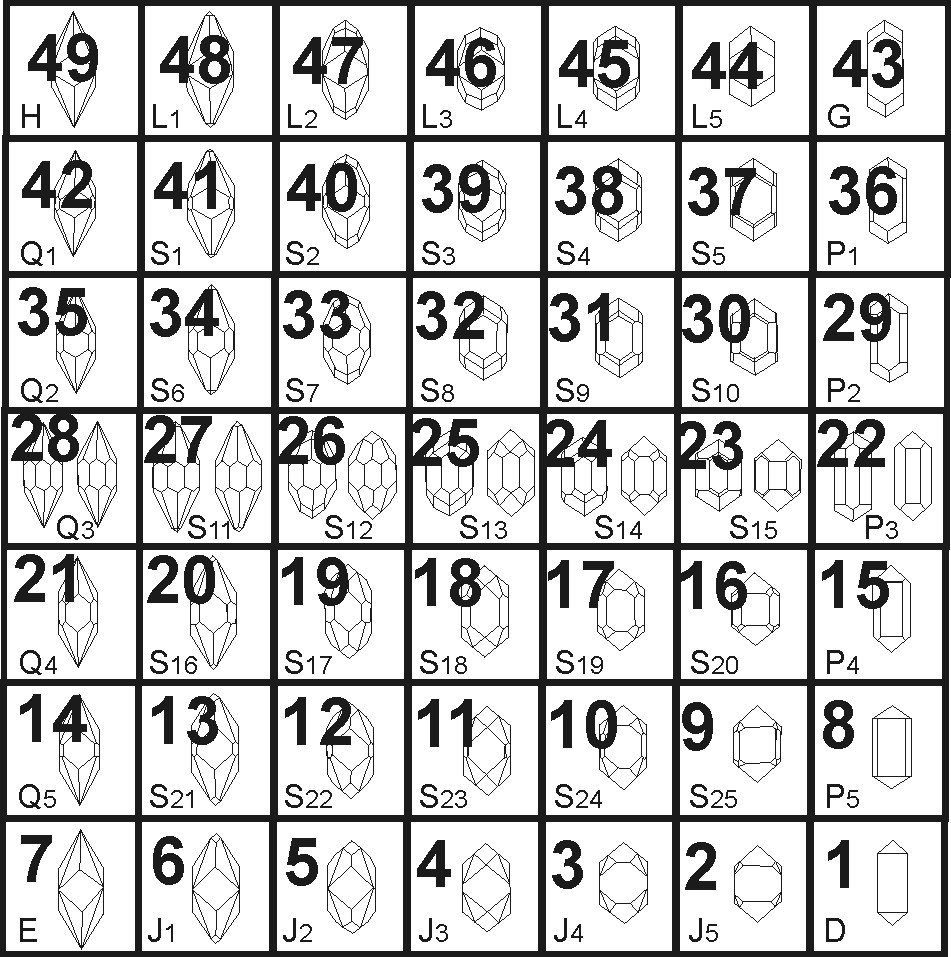 49 48 47 46 45 44 43
H L1 L2 L3 L4 L5 G
42 41 40 39 38 37 36
Q1 S1 S2 S3 S4 S5 P1
35 34 33 32 31 30 29
Q2 S6 S7 S8 S9 S10 P2
28 27 26 25 24 23 22
Q3 S11 S12 S13 S14 S15 P3
21 20 19 18 17 16 15
Q4 S16 S17 S18 S19 S20 P4
14 13 12 11 10 9 8
Q5 S21 S22 S23 S24 S25 P5
7 6 5 4 3 2 1
E J1 J2 J3 J4 J5 D